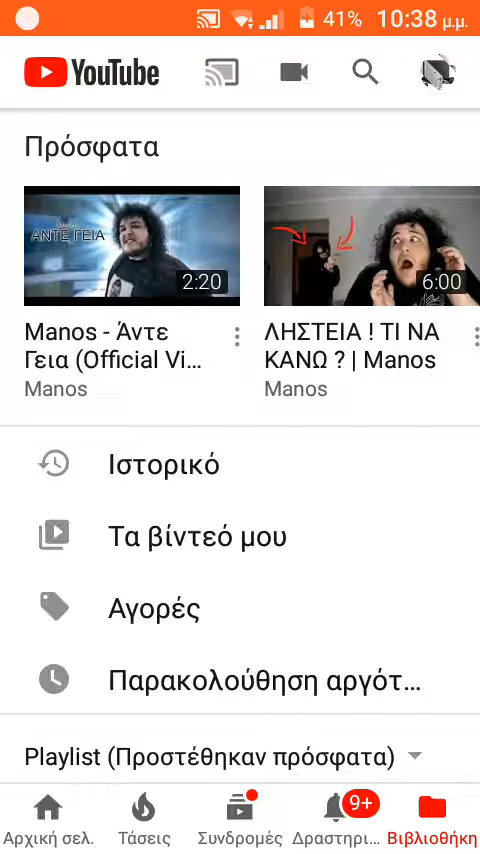 41% 10:38 μ.μ.
YouTube
Πρόσφατα
ΑΝΤΕ ΓΕΙΑ
2:20
6:00
Manos - Άντε
Γεια (Official Vi...
Manos
ΛΗΣΤΕΙΑ ! ΤΙ ΝΑ
ΚΑΝΩ ? | Manos
Manos
Ιστορικό
Τα βίντεό μου
Αγορές
Παρακολούθηση αργότ...
Playlist (Προστέθηκαν πρόσφατα)
9+
Αρχική σελ. Τάσεις Συνδρομές Δραστηρι... Βιβλιοθήκη